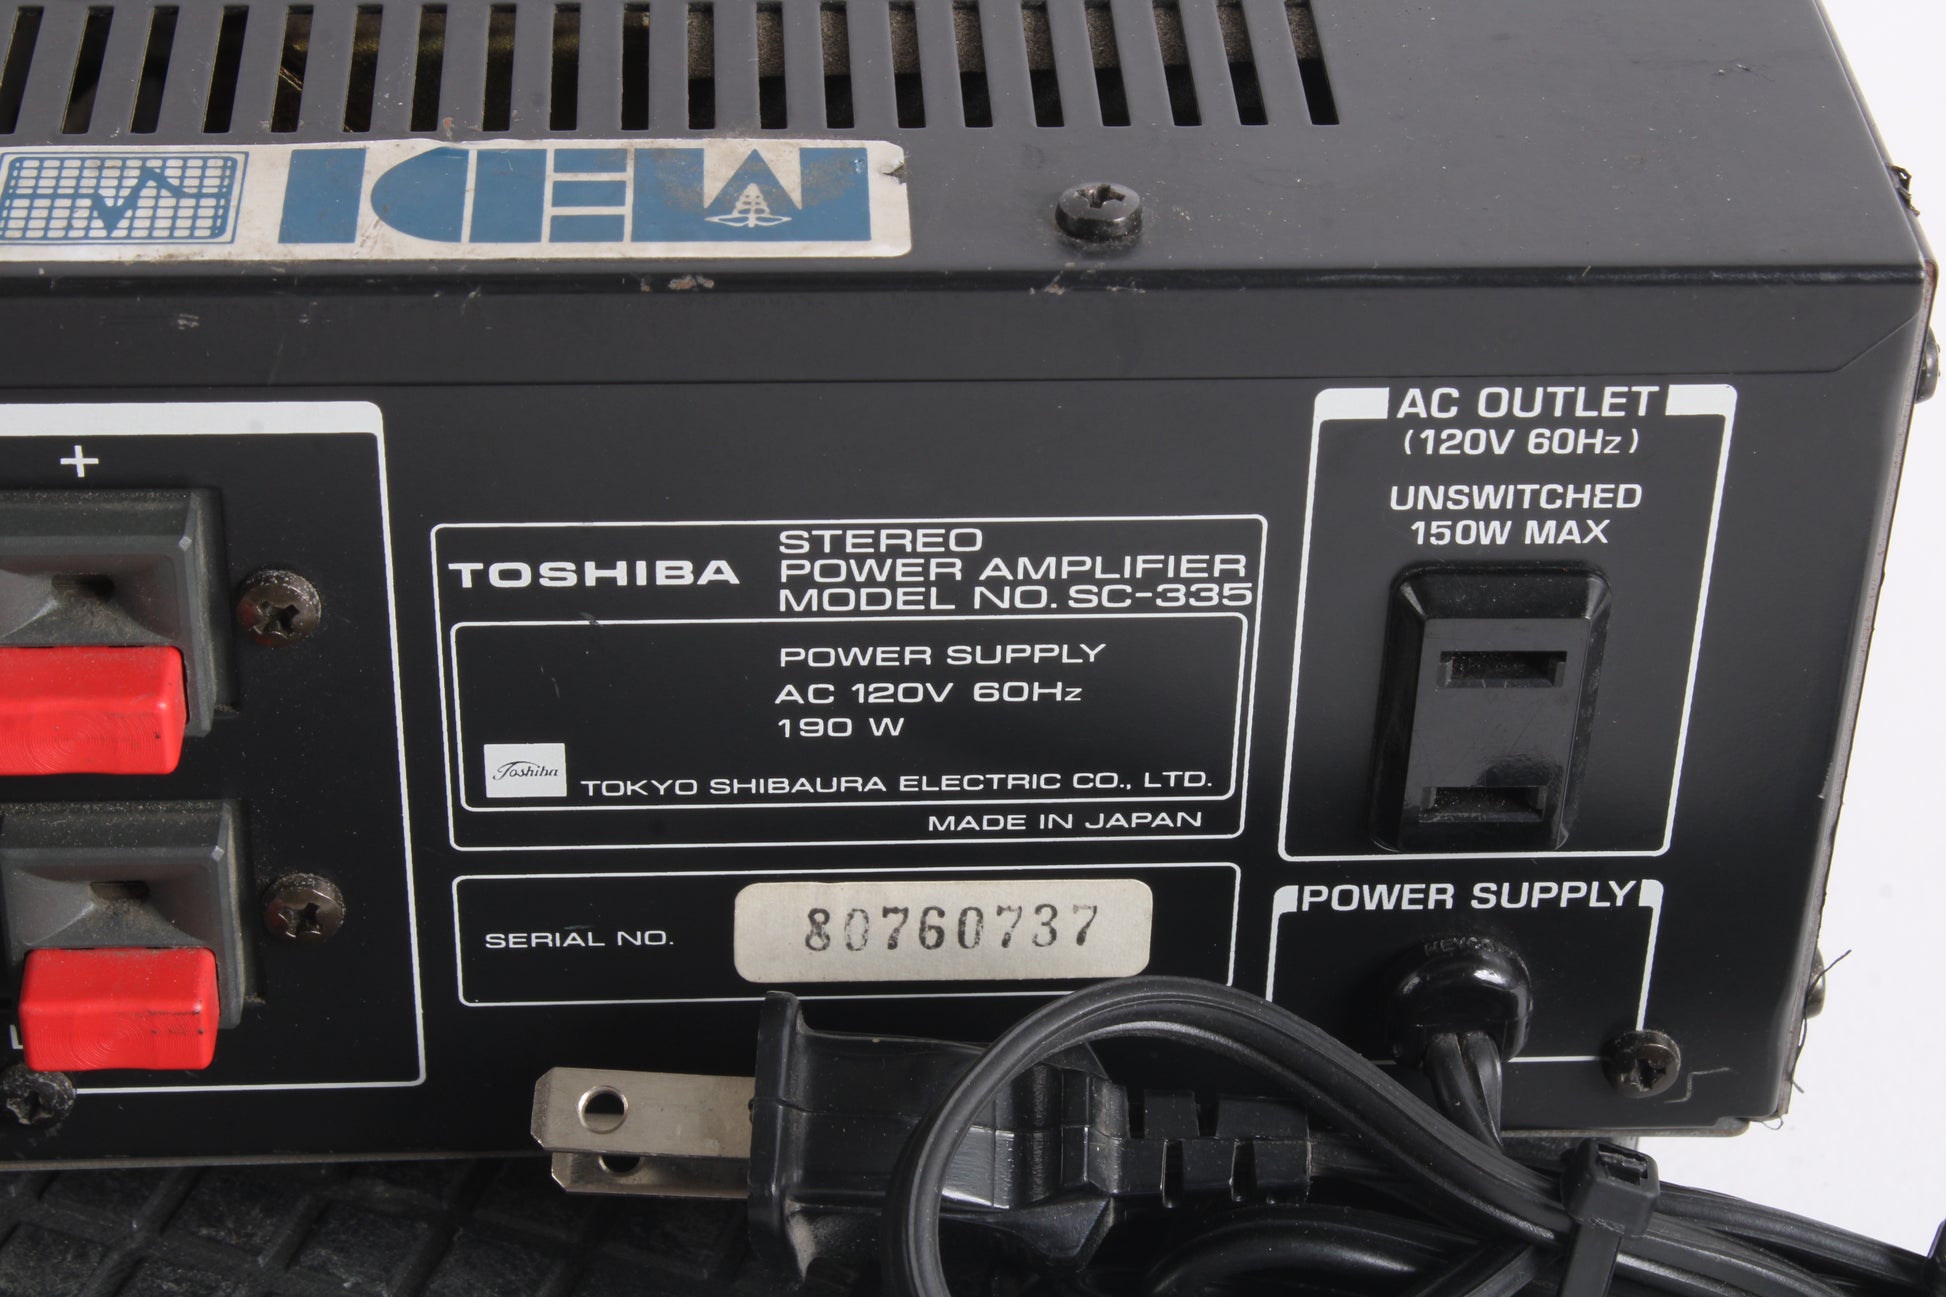 +
AC OUTLET
(120V 60Hz)
UNSWITCHED
150W MAX
TOSHIBA
STEREO
POWER AMPLIFIER
MODEL NO. SC-335
POWER SUPPLY
AC 120V 60Hz
190 W
Toshiba
TOKYO SHIBAURA ELECTRIC CO., LTD.
MADE IN JAPAN
SERIAL NO.
80760737
POWER SUPPLY
HEYCO
L